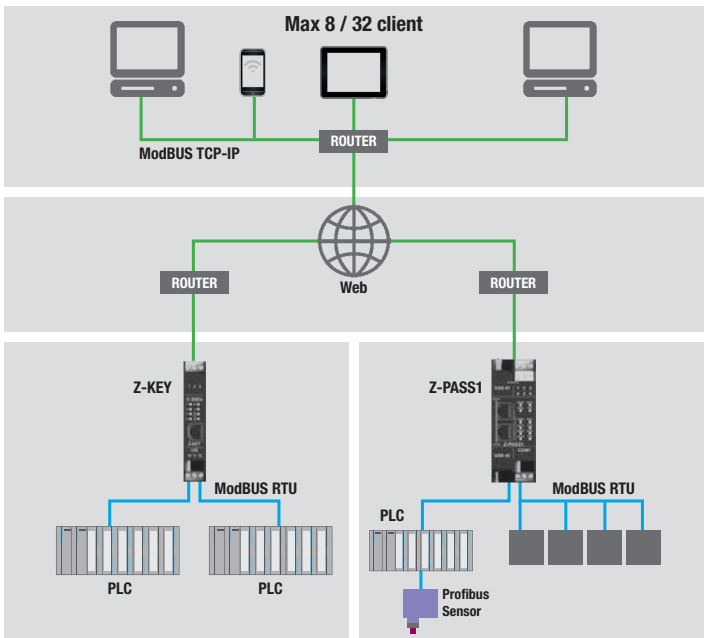 Max 8 / 32 client
ROUTER
ModBUS TCP-IP
Web
ROUTER
ROUTER
Z-KEY
Z-PASS1
ModBUS RTU
ModBUS RTU
PLC
PLC
PLC
Profibus
Sensor